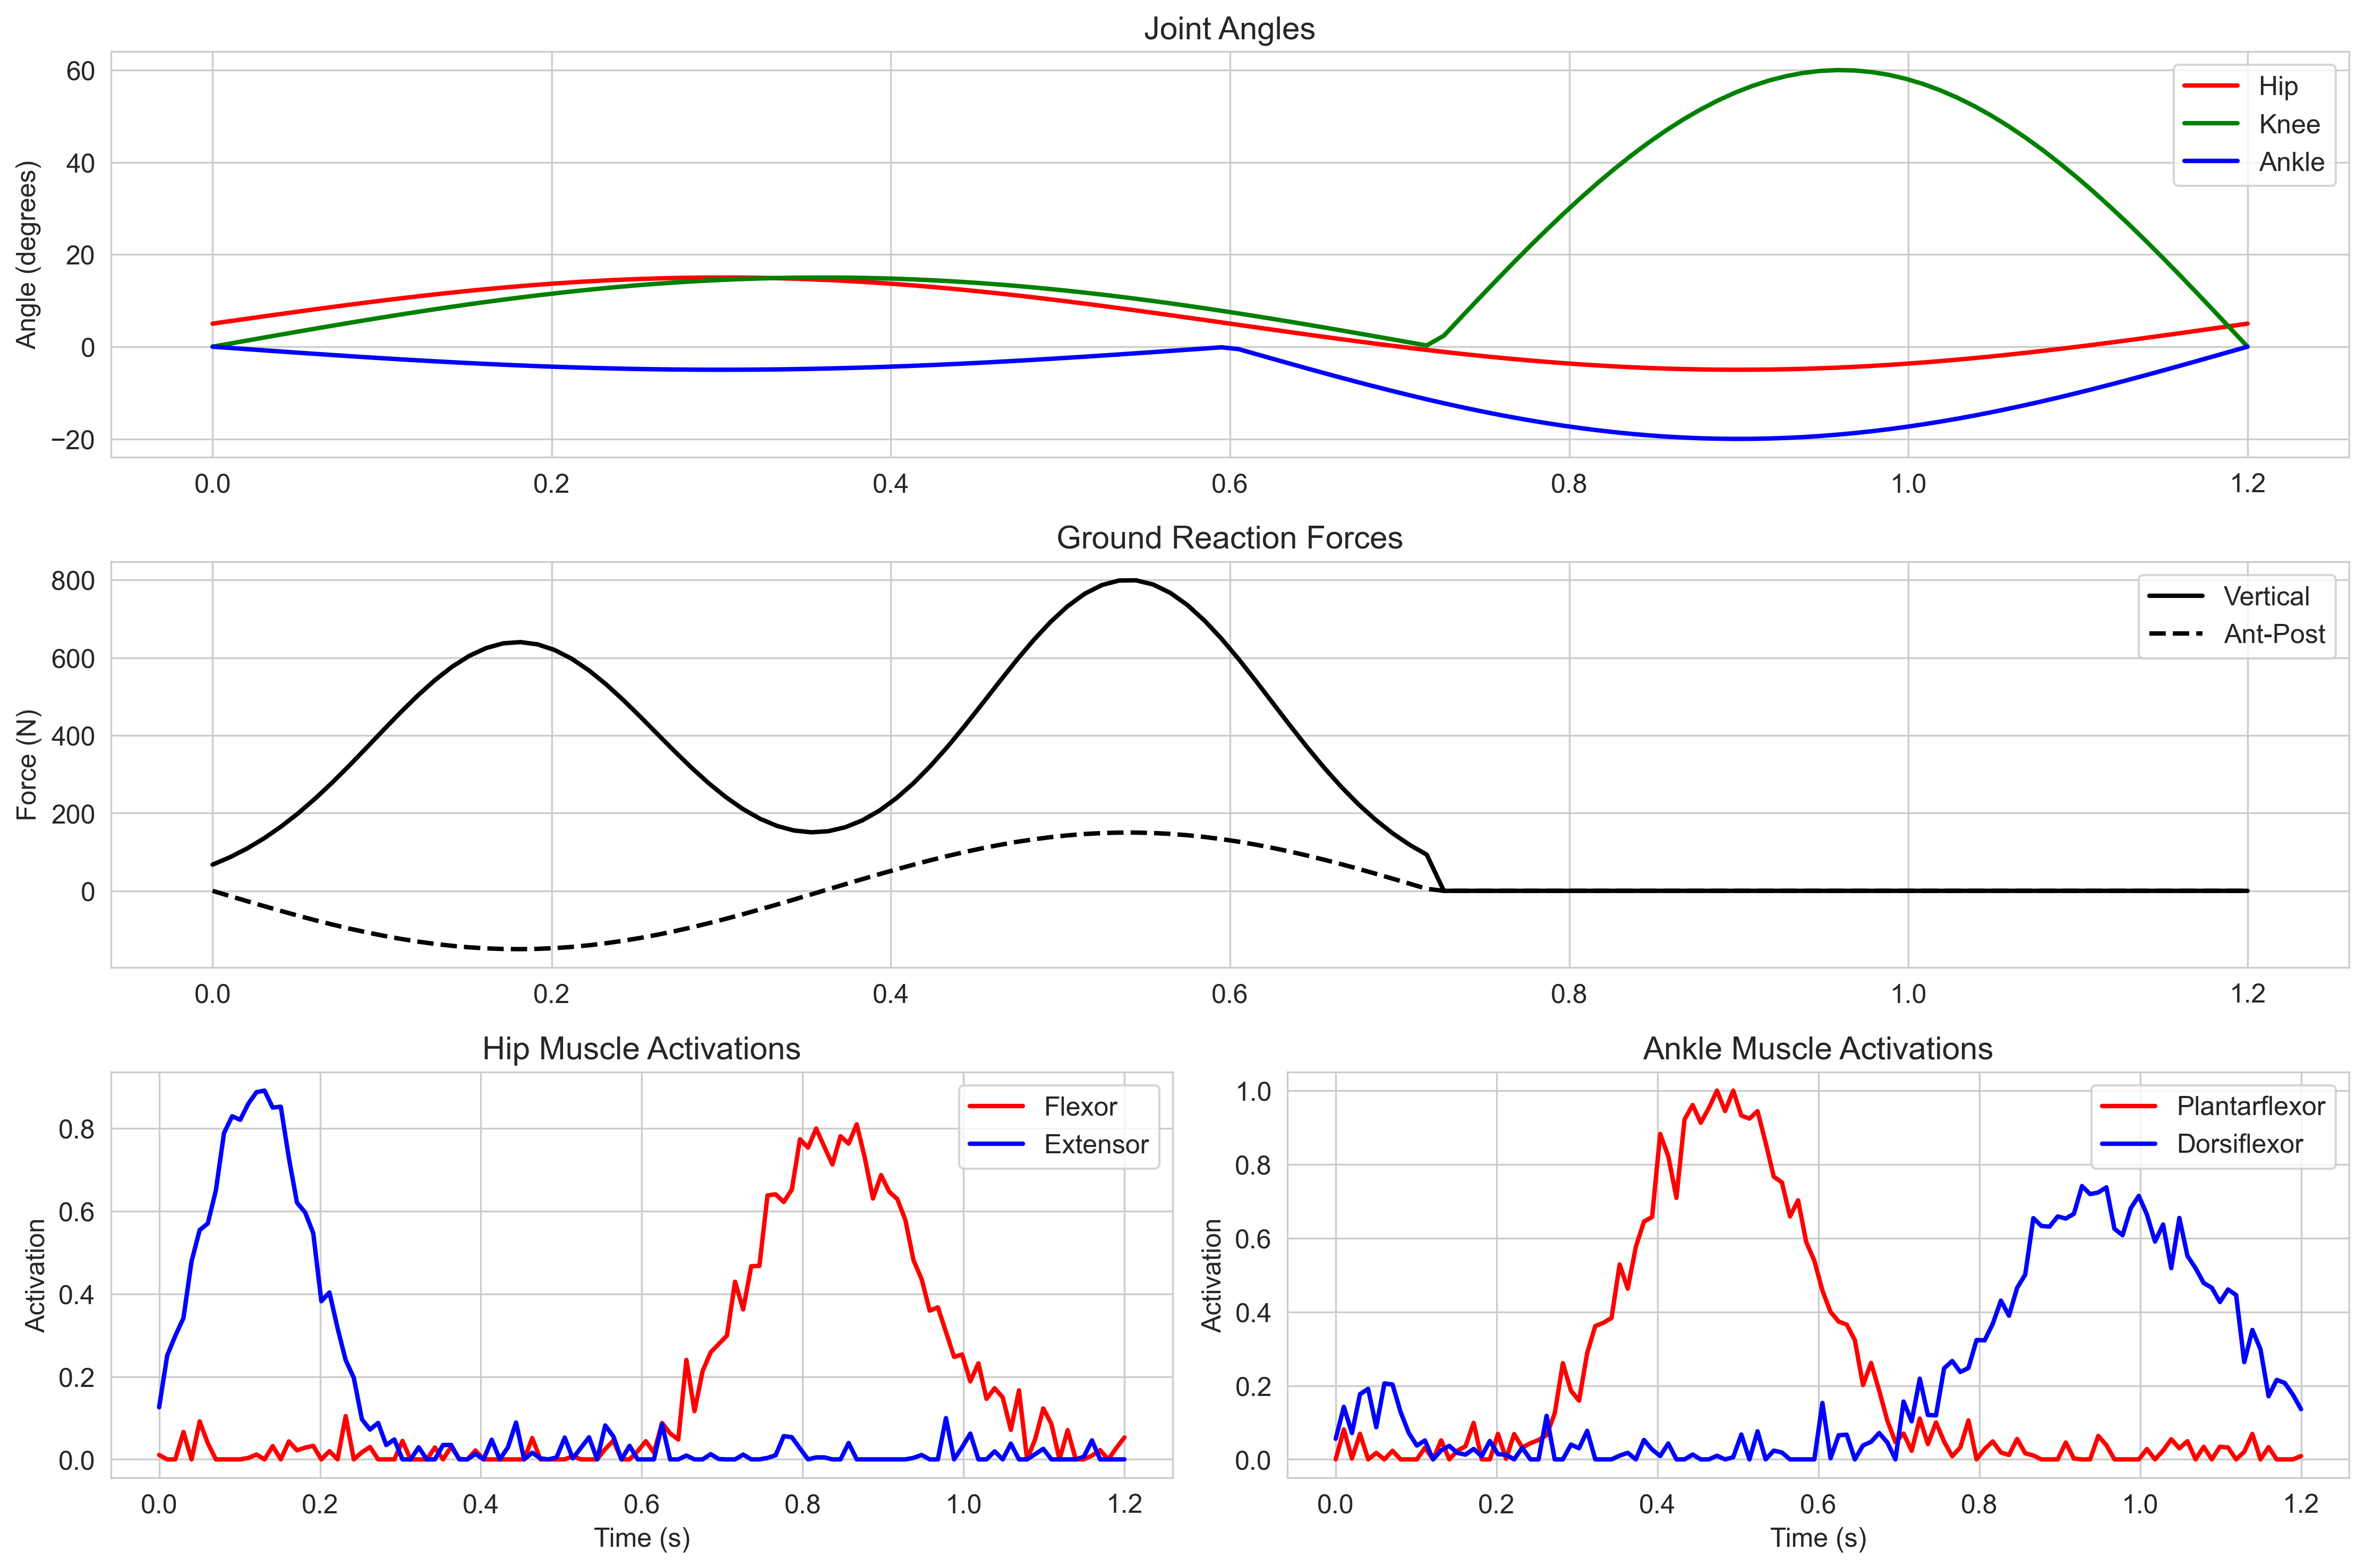 Joint Angles
Angle (degrees)
60
40
20
0
−20
Hip
Knee
Ankle
0.0 0.2 0.4 0.6 0.8 1.0 1.2
Ground Reaction Forces
Force (N)
800
600
400
200
0
Vertical
Ant-Post
0.0 0.2 0.4 0.6 0.8 1.0 1.2
Hip Muscle Activations
Activation
0.8
0.6
0.4
0.2
0.0
Flexor
Extensor
0.0 0.2 0.4 0.6 0.8 1.0 1.2
Time (s)
Ankle Muscle Activations
Activation
1.0
0.8
0.6
0.4
0.2
0.0
Plantarflexor
Dorsiflexor
0.0 0.2 0.4 0.6 0.8 1.0 1.2
Time (s)